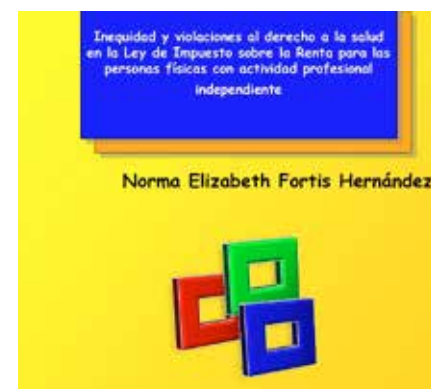 Inequidad y violaciones al derecho a la salud
en la Ley de Impuesto sobre la Renta para las
personas físicas con actividad profesional
independiente
Norma Elizabeth Fortis Hernández